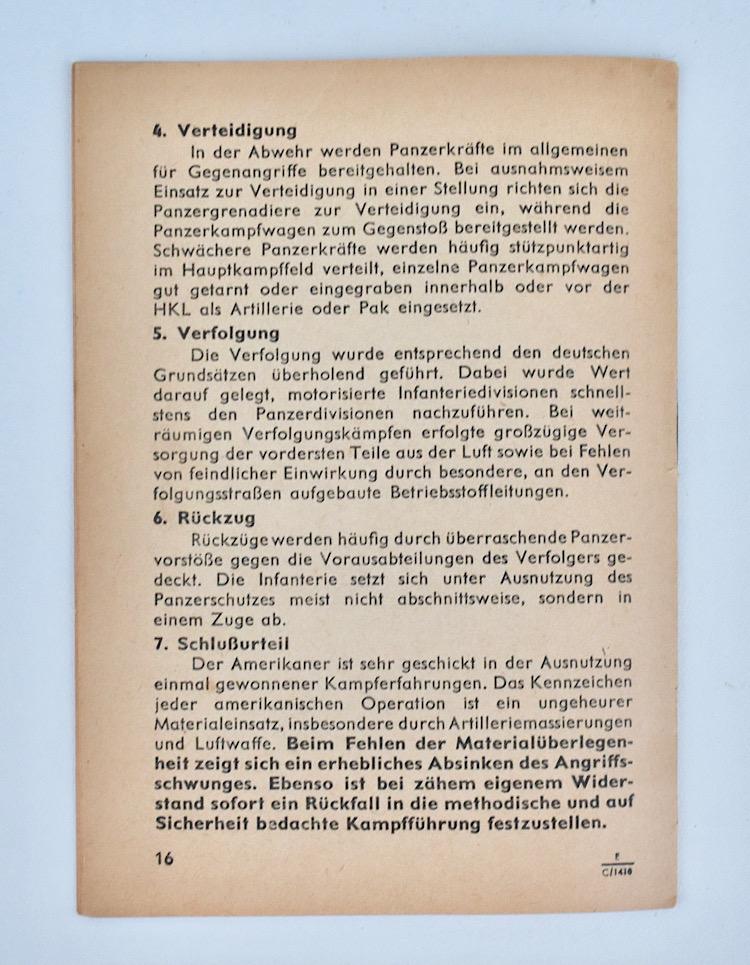 4. Verteidigung
In der Abwehr werden Panzerkräfte im allgemeinen
für Gegenangriffe bereitgehalten. Bei ausnahmsweisem
Einsatz zur Verteidigung in einer Stellung richten sich die
Panzergrenadiere zur Verteidigung ein, während die
Panzerkampfwagen zum Gegenstoß bereitgestellt werden.
Schwächere Panzerkräfte werden häufig stützpunktartig
im Hauptkampffeld verteilt, einzelne Panzerkampfwagen
gut getarnt oder eingegraben innerhalb oder vor der
HKL als Artillerie oder Pak eingesetzt.
5. Verfolgung
Die Verfolgung wurde entsprechend den deutschen
Grundsätzen überholend geführt. Dabei wurde Wert
darauf gelegt, motorisierte Infanteriedivisionen schnell-
stens den Panzerdivisionen nachzuführen. Bei weit-
räumigen Verfolgungskämpfen erfolgte großzügige Ver-
sorgung der vordersten Teile aus der Luft sowie bei Fehlen
von feindlicher Einwirkung durch besondere, an den Ver-
folgungsstraßen aufgebaute Betriebsstoffleitungen.
6. Rückzug
Rückzüge werden häufig durch überraschende Panzer-
vorstöße gegen die Vorausabteilungen des Verfolgers ge-
deckt. Die Infanterie setzt sich unter Ausnutzung des
Panzerschutzes meist nicht abschnittsweise, sondern in
einem Zuge ab.
7. Schlußurteil
Der Amerikaner ist sehr geschickt in der Ausnutzung
einmal gewonnener Kampferfahrungen. Das Kennzeichen
jeder amerikanischen Operation ist ein ungeheurer
Materialeinsatz, insbesondere durch Artilleriemassierungen
und Luftwaffe. Beim Fehlen der Materialüberlegen-
heit zeigt sich ein erhebliches Absinken des Angriffs-
schwunges. Ebenso ist bei zähem eigenem Wider-
stand sofort ein Rückfall in die methodische und auf
Sicherheit bedachte Kampfführung festzustellen.
16
E
C/1410